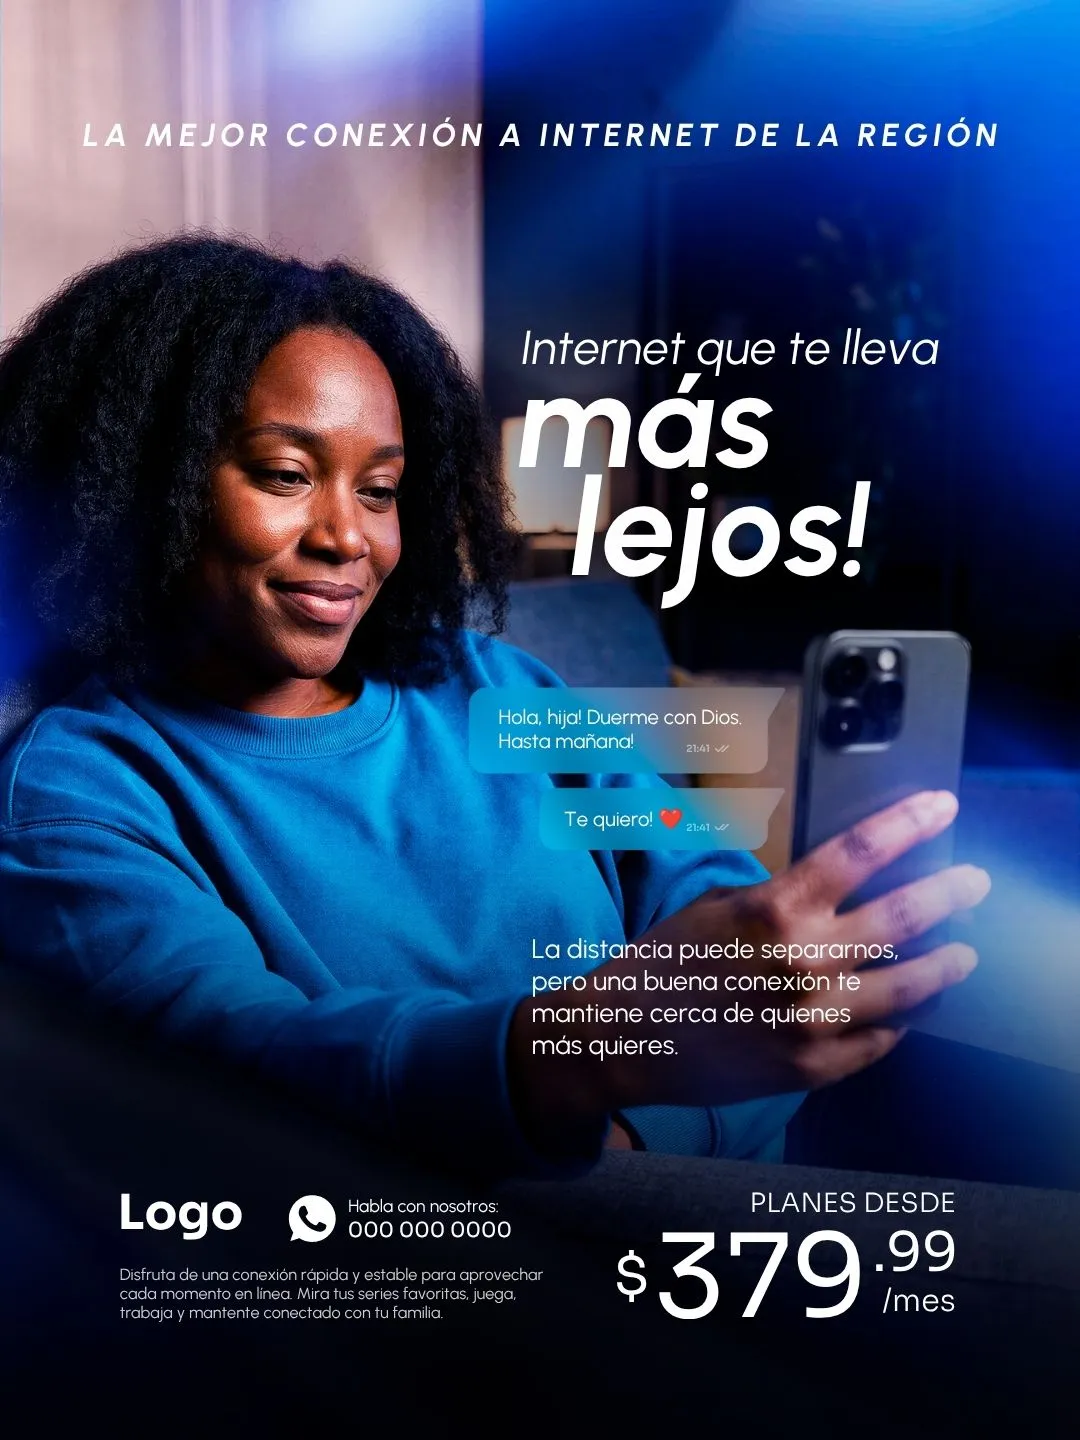 LA MEJOR CONEXIÓN A INTERNET DE LA REGIÓN
Internet que te lleva
más
lejos!
Hola, hija! Duerme con Dios.
Hasta mañana!
21:41
Te quiero! ❤️
21:41
La distancia puede separarnos,
pero una buena conexión te
mantiene cerca de quienes
más quieres.
Logo
Habla con nosotros:
000 000 0000
Disfruta de una conexión rápida y estable para aprovechar
cada momento en línea. Mira tus series favoritas, juega,
trabaja y mantente conectado con tu familia.
PLANES DESDE
$379.99
/mes